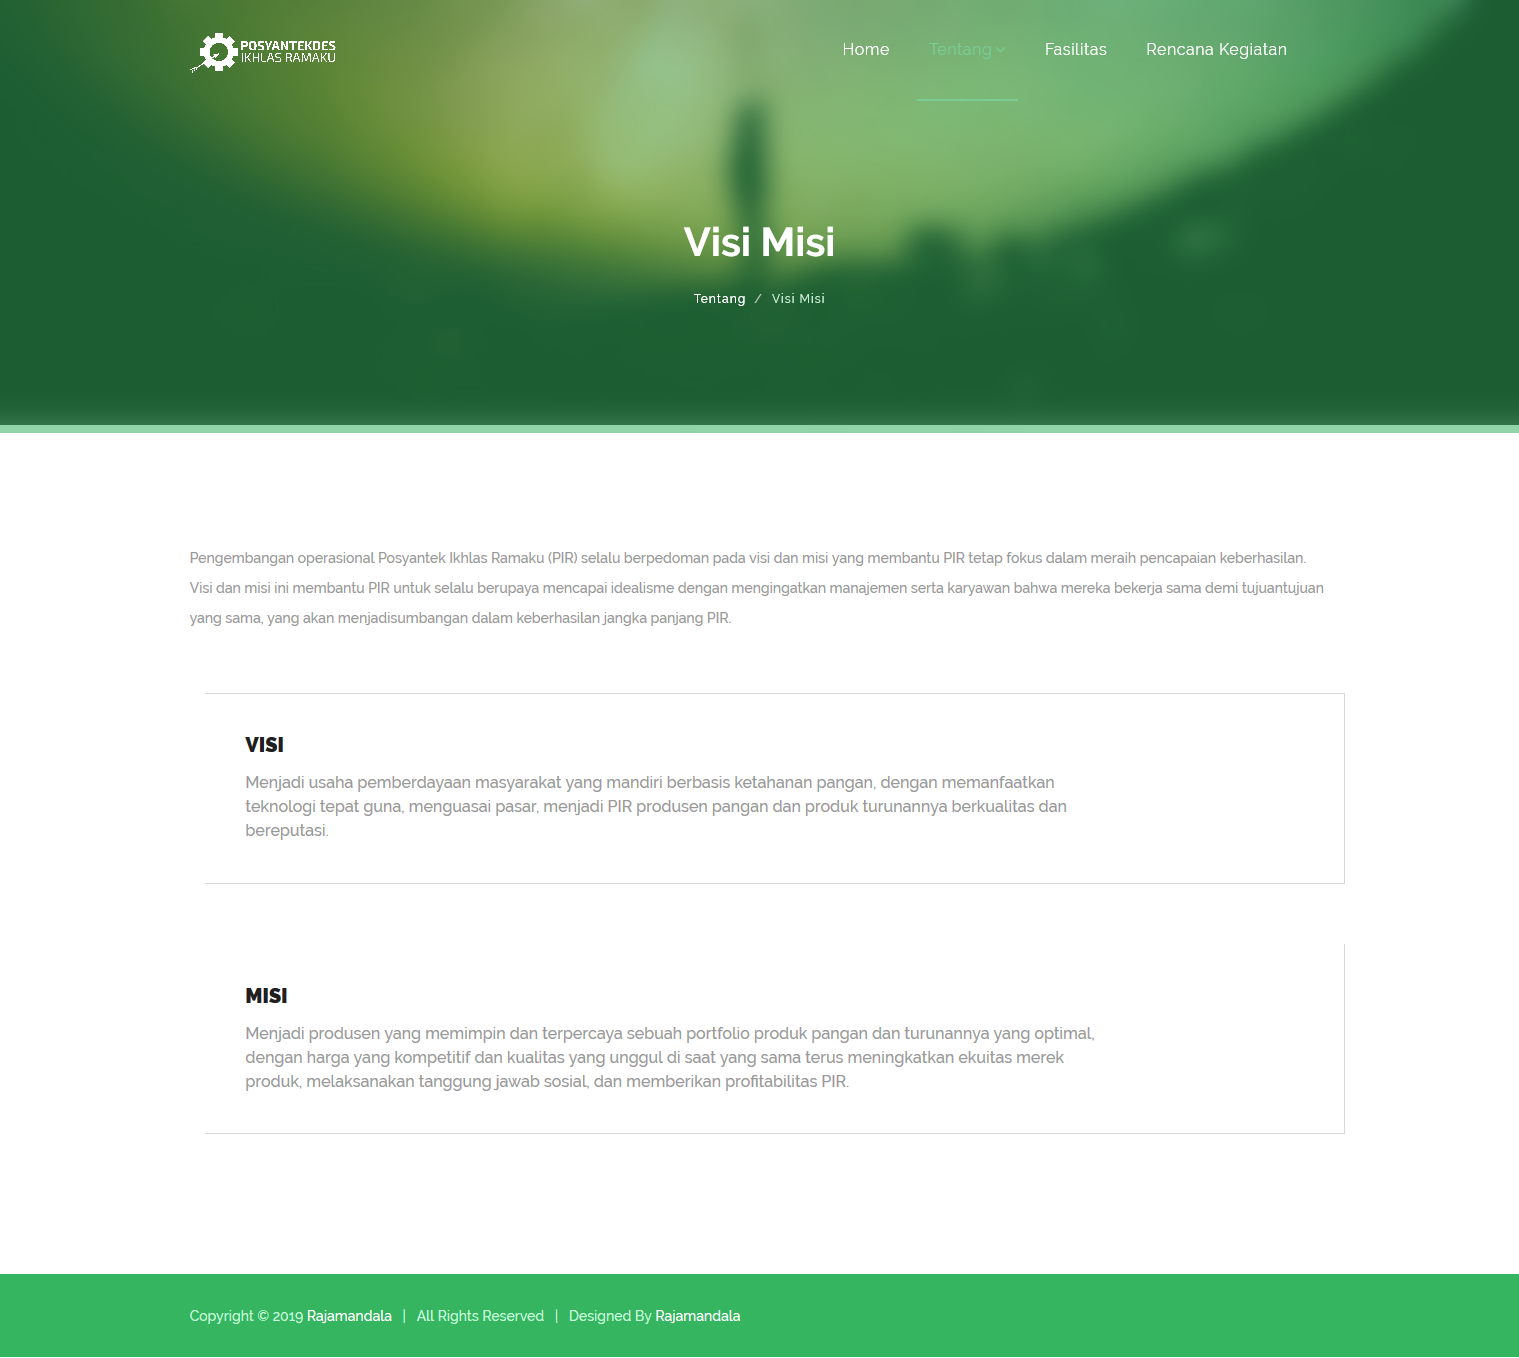 POSYANTEKDES
IKHLAS RAMAKU
Home
Tentang
Fasilitas
Rencana Kegiatan
Visi Misi
Tentang / Visi Misi
Pengembangan operasional Posyantek Ikhlas Ramaku (PIR) selalu berpedoman pada visi dan misi yang membantu PIR tetap fokus dalam meraih pencapaian keberhasilan.
Visi dan misi ini membantu PIR untuk selalu berupaya mencapai idealisme dengan mengingatkan manajemen serta karyawan bahwa mereka bekerja sama demi tujuantujuan
yang sama, yang akan menjadisumbangan dalam keberhasilan jangka panjang PIR.
VISI
Menjadi usaha pemberdayaan masyarakat yang mandiri berbasis ketahanan pangan, dengan memanfaatkan
teknologi tepat guna, menguasai pasar, menjadi PIR produsen pangan dan produk turunannya berkualitas dan
bereputasi.
MISI
Menjadi produsen yang memimpin dan terpercaya sebuah portfolio produk pangan dan turunannya yang optimal,
dengan harga yang kompetitif dan kualitas yang unggul di saat yang sama terus meningkatkan ekuitas merek
produk, melaksanakan tanggung jawab sosial, dan memberikan profitabilitas PIR.
Copyright © 2019 Rajamandala | All Rights Reserved | Designed By Rajamandala